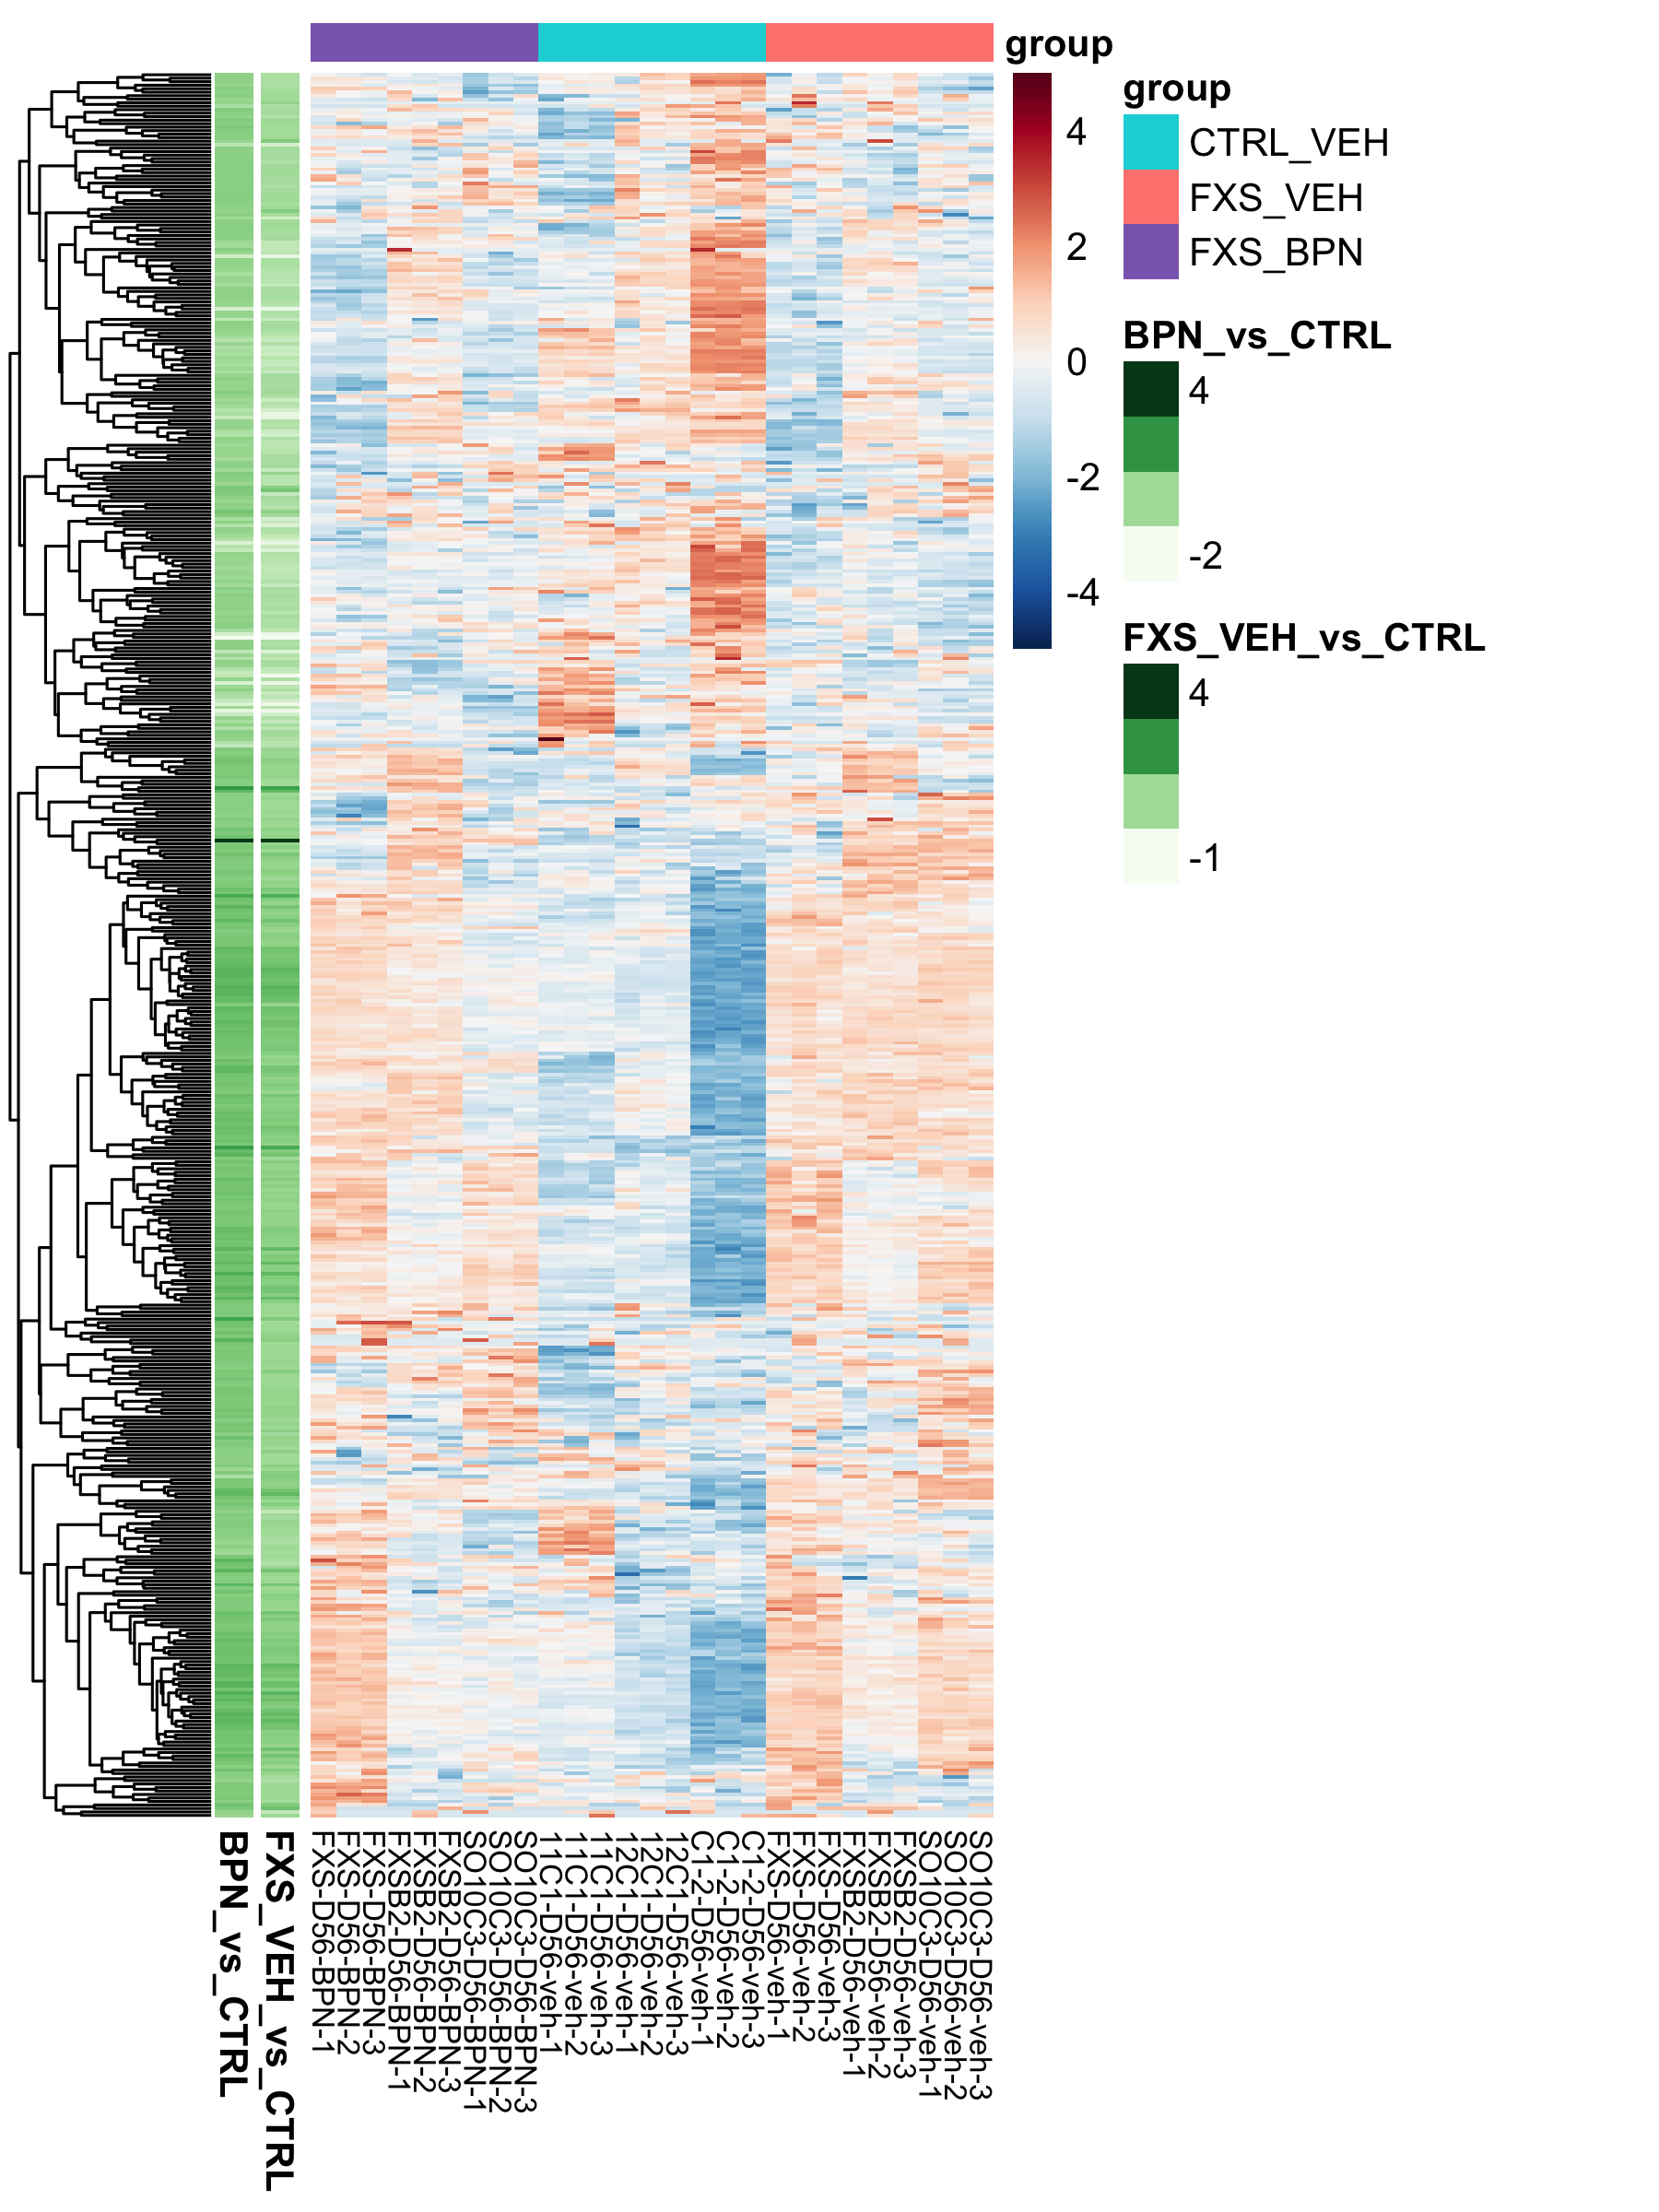 group
4
2
0
-2
-4
group
CTRL_VEH
FXS_VEH
FXS_BPN
BPN_vs_CTRL
4
-2
FXS_VEH_vs_CTRL
4
-1
BPN_vs_CTRL
FXS_VEH_vs_CTRL
FXS-D56-BPN-1
FXS-D56-BPN-2
FXS-D56-BPN-3
FXSB2-D56-BPN-1
FXSB2-D56-BPN-2
FXSB2-D56-BPN-3
SO10C3-D56-BPN-1
SO10C3-D56-BPN-2
SO10C3-D56-BPN-3
11C1-D56-veh-1
11C1-D56-veh-2
11C1-D56-veh-3
12C1-D56-veh-1
12C1-D56-veh-2
12C1-D56-veh-3
C1-2-D56-veh-1
C1-2-D56-veh-2
C1-2-D56-veh-3
FXS-D56-veh-1
FXS-D56-veh-2
FXS-D56-veh-3
FXSB2-D56-veh-1
FXSB2-D56-veh-2
FXSB2-D56-veh-3
SO10C3-D56-veh-1
SO10C3-D56-veh-2
SO10C3-D56-veh-3